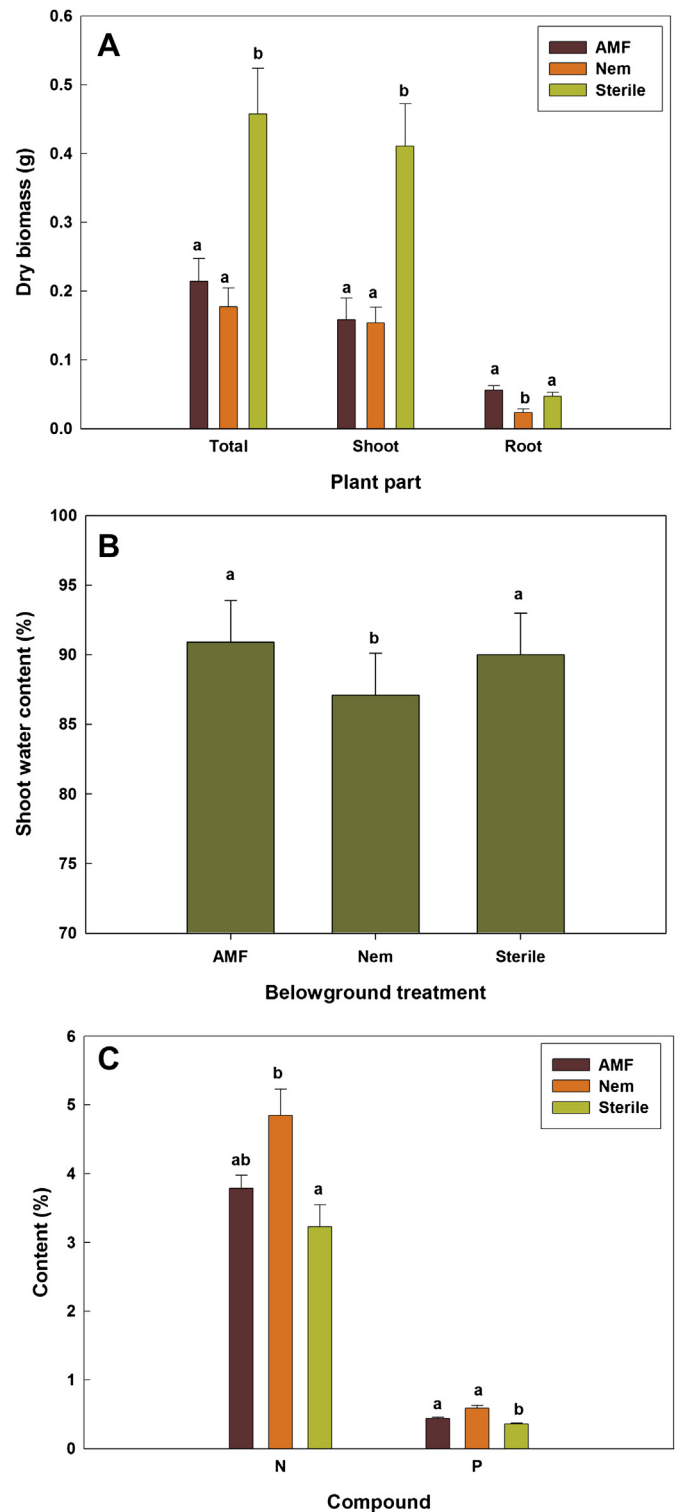 A
AMF
Nem
Sterile
Dry biomass (g)
0.6
0.5
0.4
0.3
0.2
0.1
0.0
a
a
b
a
a
b
a
b
a
Total Shoot Root
Plant part
B
Shoot water content (%)
100
95
90
85
80
75
70
a
b
a
AMF Nem Sterile
Belowground treatment
C
AMF
Nem
Sterile
Content (%)
6
5
4
3
2
1
0
ab
b
a
a
a
b
N P
Compound